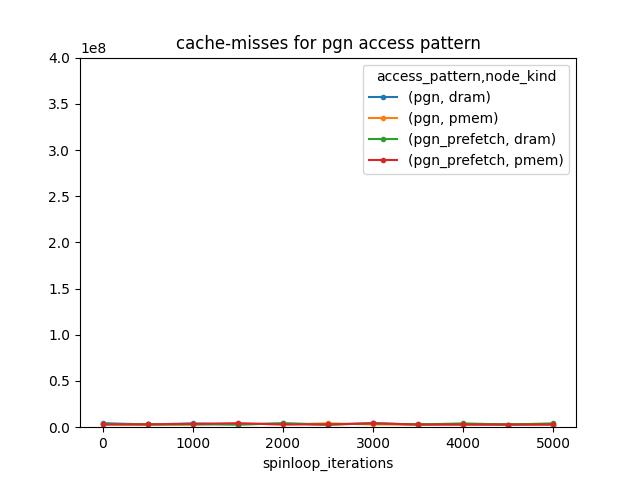 cache-misses for pgn access pattern
1e8
access_pattern,node_kind
(pgn, dram)
(pgn, pmem)
(pgn_prefetch, dram)
(pgn_prefetch, pmem)
4.0
3.5
3.0
2.5
2.0
1.5
1.0
0.5
0.0
0 1000 2000 3000 4000 5000
spinloop_iterations